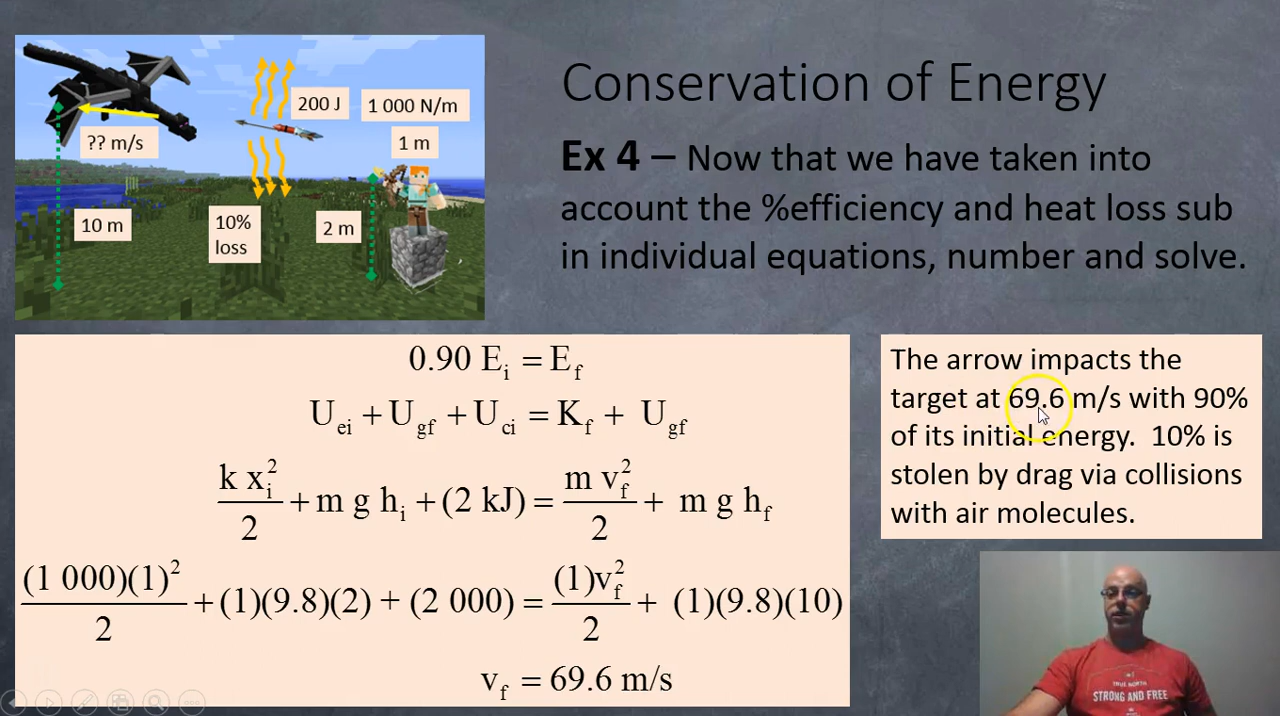 Conservation of Energy
Ex 4 – Now that we have taken into
account the %efficiency and heat loss sub
in individual equations, number and solve.
200 J
1 000 N/m
?? m/s
1 m
10 m
10%
loss
2 m
0.90 Eᵢ = E_f
U_ei + U_gf + U_ci = K_f + U_gf
k xᵢ²/2 + m g hᵢ + (2 kJ) = m v_f²/2 + m g h_f
(1 000)(1)²/2 + (1)(9.8)(2) + (2 000) = (1)v_f²/2 + (1)(9.8)(10)
v_f = 69.6 m/s
The arrow impacts the
target at 69.6 m/s with 90%
of its initial energy. 10% is
stolen by drag via collisions
with air molecules.
TRUE NORTH
STRONG AND FREE